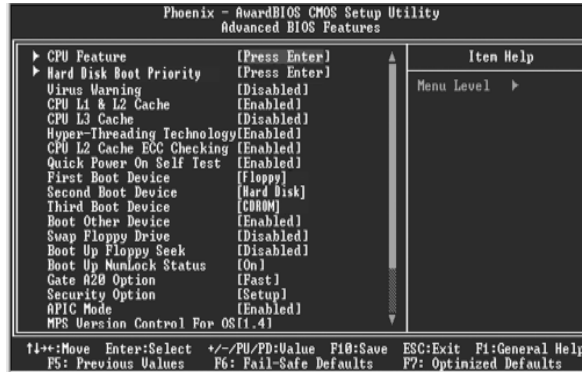 Phoenix - AwardBIOS CMOS Setup Utility
Advanced BIOS Features
CPU Feature [Press Enter]
Hard Disk Boot Priority [Press Enter]
Virus Warning [Disabled]
CPU L1 & L2 Cache [Enabled]
CPU L3 Cache [Disabled]
Hyper-Threading Technology[Enabled]
CPU L2 Cache ECC Checking [Enabled]
Quick Power On Self Test [Enabled]
First Boot Device [Floppy]
Second Boot Device [Hard Disk]
Third Boot Device [CDROM]
Boot Other Device [Enabled]
Swap Floppy Drive [Disabled]
Boot Up Floppy Seek [Disabled]
Boot Up NumLock Status [On]
Gate A20 Option [Fast]
Security Option [Setup]
APIC Mode [Enabled]
MPS Version Control For OS[1.4]
Item Help
Menu Level
↑↓→←:Move Enter:Select +/-/PU/PD:Value F10:Save ESC:Exit F1:General Help
F5: Previous Values F6: Fail-Safe Defaults F7: Optimized Defaults